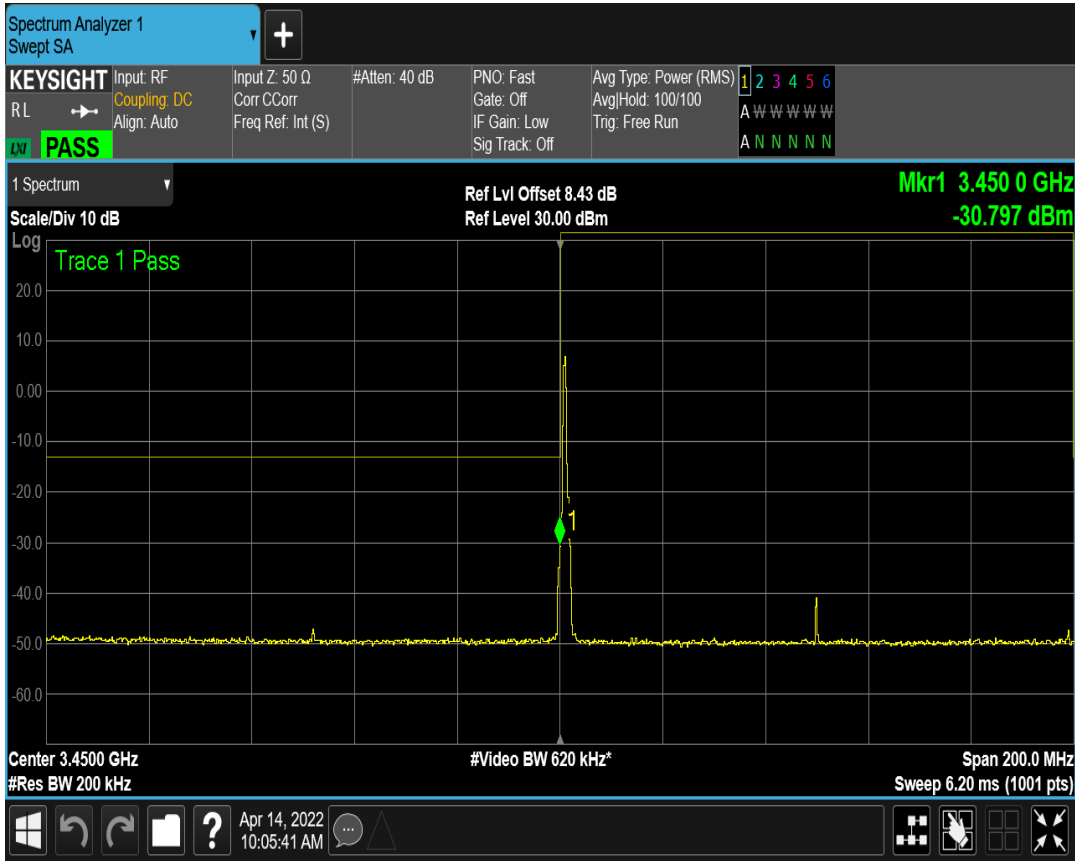 Spectrum Analyzer 1
Swept SA
+
KEYSIGHT
RL
LXI PASS
Input: RF
Coupling: DC
Align: Auto
Input Z: 50 Ω
Corr CCorr
Freq Ref: Int (S)
#Atten: 40 dB
PNO: Fast
Gate: Off
IF Gain: Low
Sig Track: Off
Avg Type: Power (RMS)
Avg|Hold: 100/100
Trig: Free Run
1 2 3 4 5 6
A W W W W W
A N N N N N
1 Spectrum
Scale/Div 10 dB
Ref Lvl Offset 8.43 dB
Ref Level 30.00 dBm
Mkr1 3.450 0 GHz
-30.797 dBm
Log
Trace 1 Pass
20.0
10.0
0.00
-10.0
-20.0
1
-30.0
-40.0
-50.0
-60.0
Center 3.4500 GHz
#Res BW 200 kHz
#Video BW 620 kHz*
Span 200.0 MHz
Sweep 6.20 ms (1001 pts)
?
Apr 14, 2022
10:05:41 AM